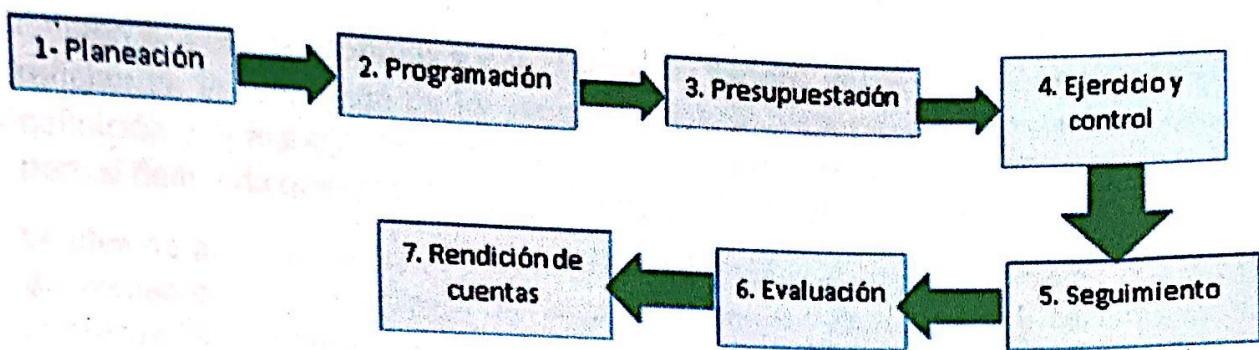 1- Planeación
2. Programación
3. Presupuestación
4. Ejercicio y
control
5. Seguimiento
6. Evaluación
7. Rendición de
cuentas